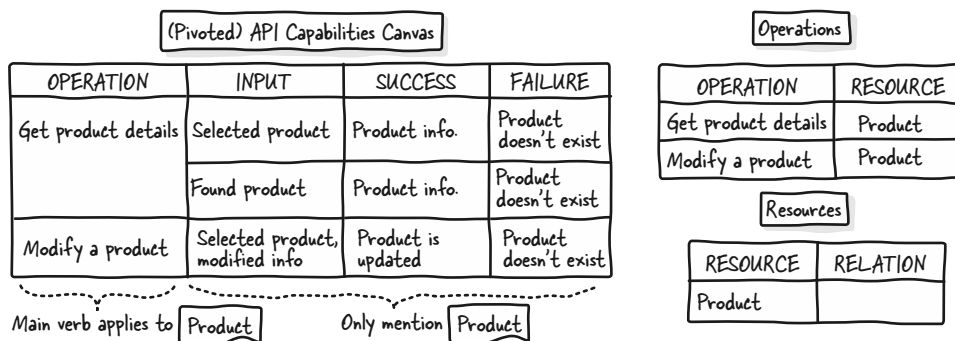 (Pivoted) API Capabilities Canvas
OPERATION INPUT SUCCESS FAILURE
Get product details Selected product Product info. Product
doesn't exist
Found product Product info. Product
doesn't exist
Modify a product Selected product, Product is Product
modified info updated doesn't exist
Main verb applies to Product
Only mention Product
Operations
OPERATION RESOURCE
Get product details Product
Modify a product Product
Resources
RESOURCE RELATION
Product